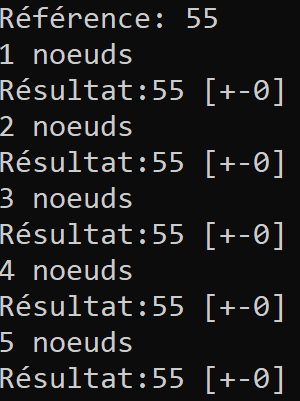 Référence: 55
1 noeuds
Résultat:55 [+-0]
2 noeuds
Résultat:55 [+-0]
3 noeuds
Résultat:55 [+-0]
4 noeuds
Résultat:55 [+-0]
5 noeuds
Résultat:55 [+-0]